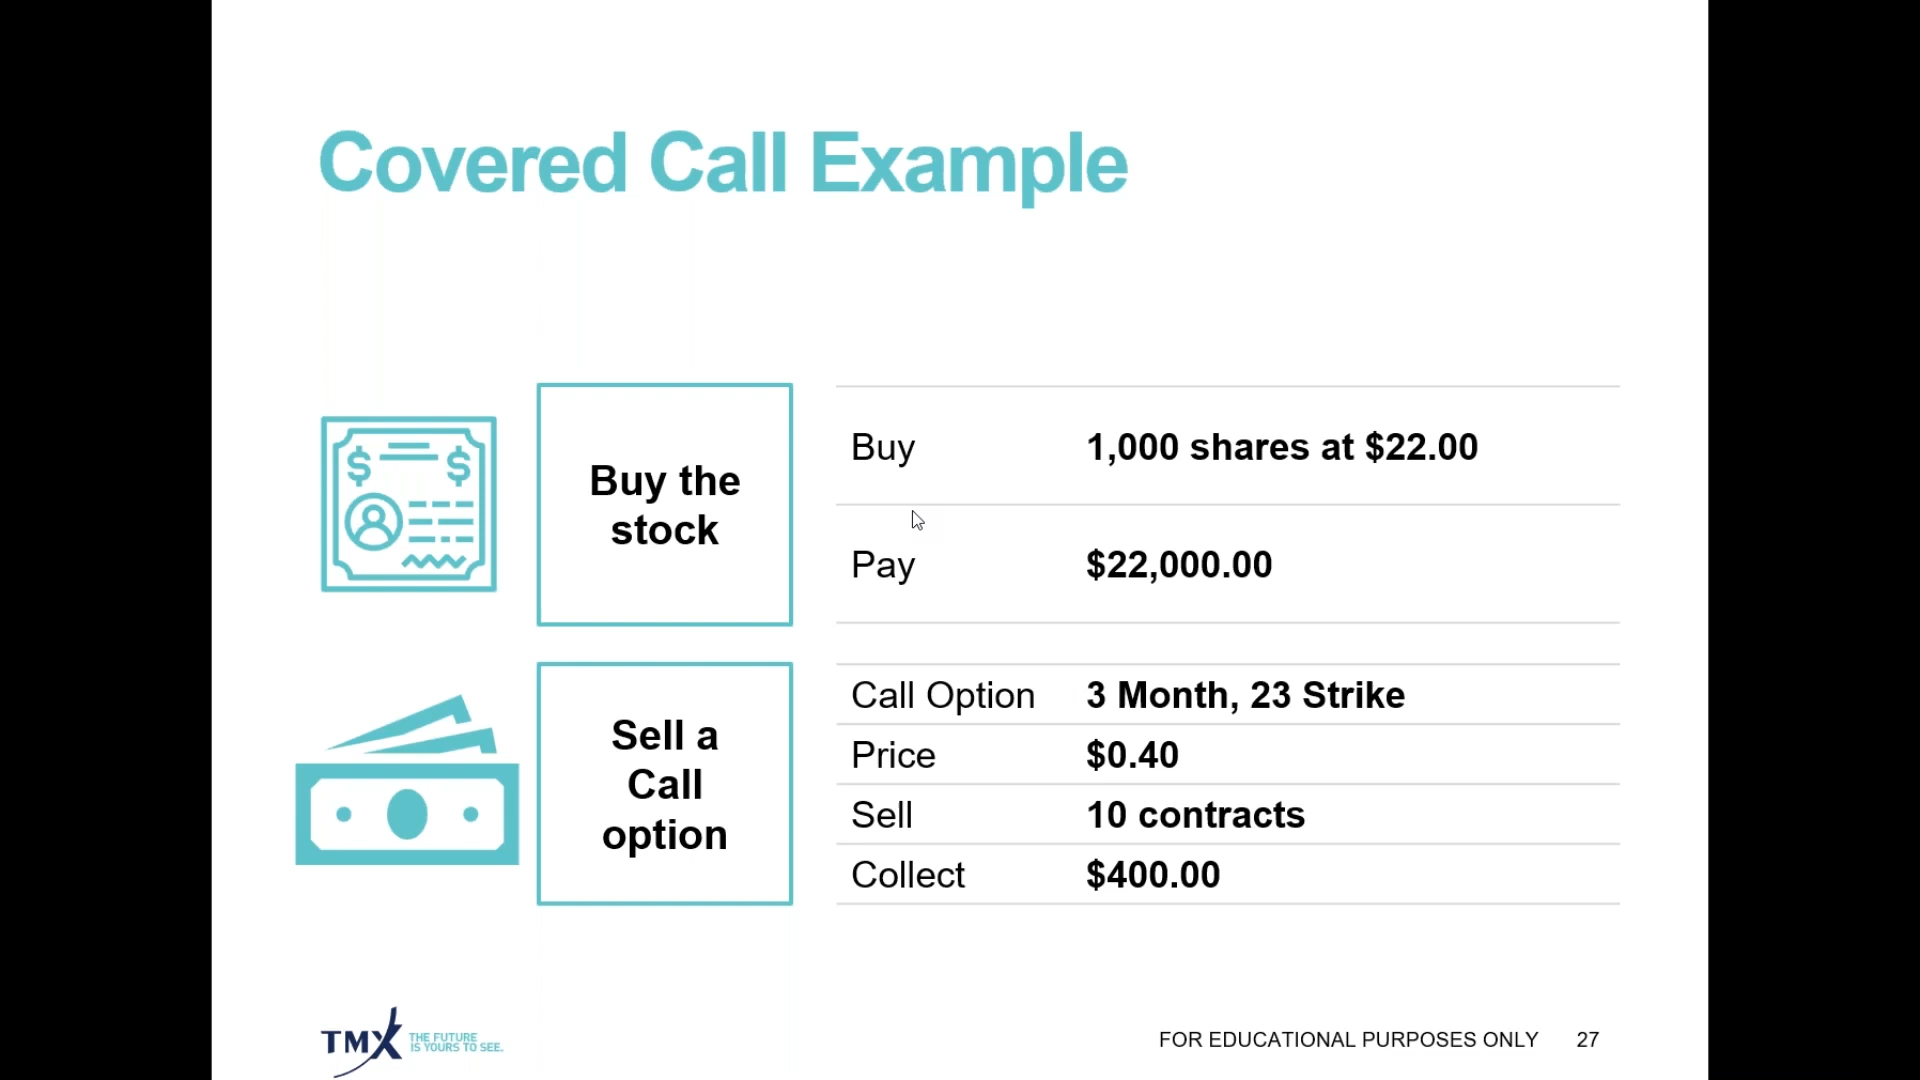 Covered Call Example
$ $
Buy the
stock
Buy 1,000 shares at $22.00
Pay $22,000.00
Sell a
Call
option
Call Option 3 Month, 23 Strike
Price $0.40
Sell 10 contracts
Collect $400.00
TMX THE FUTURE
IS YOURS TO SEE.
FOR EDUCATIONAL PURPOSES ONLY 27